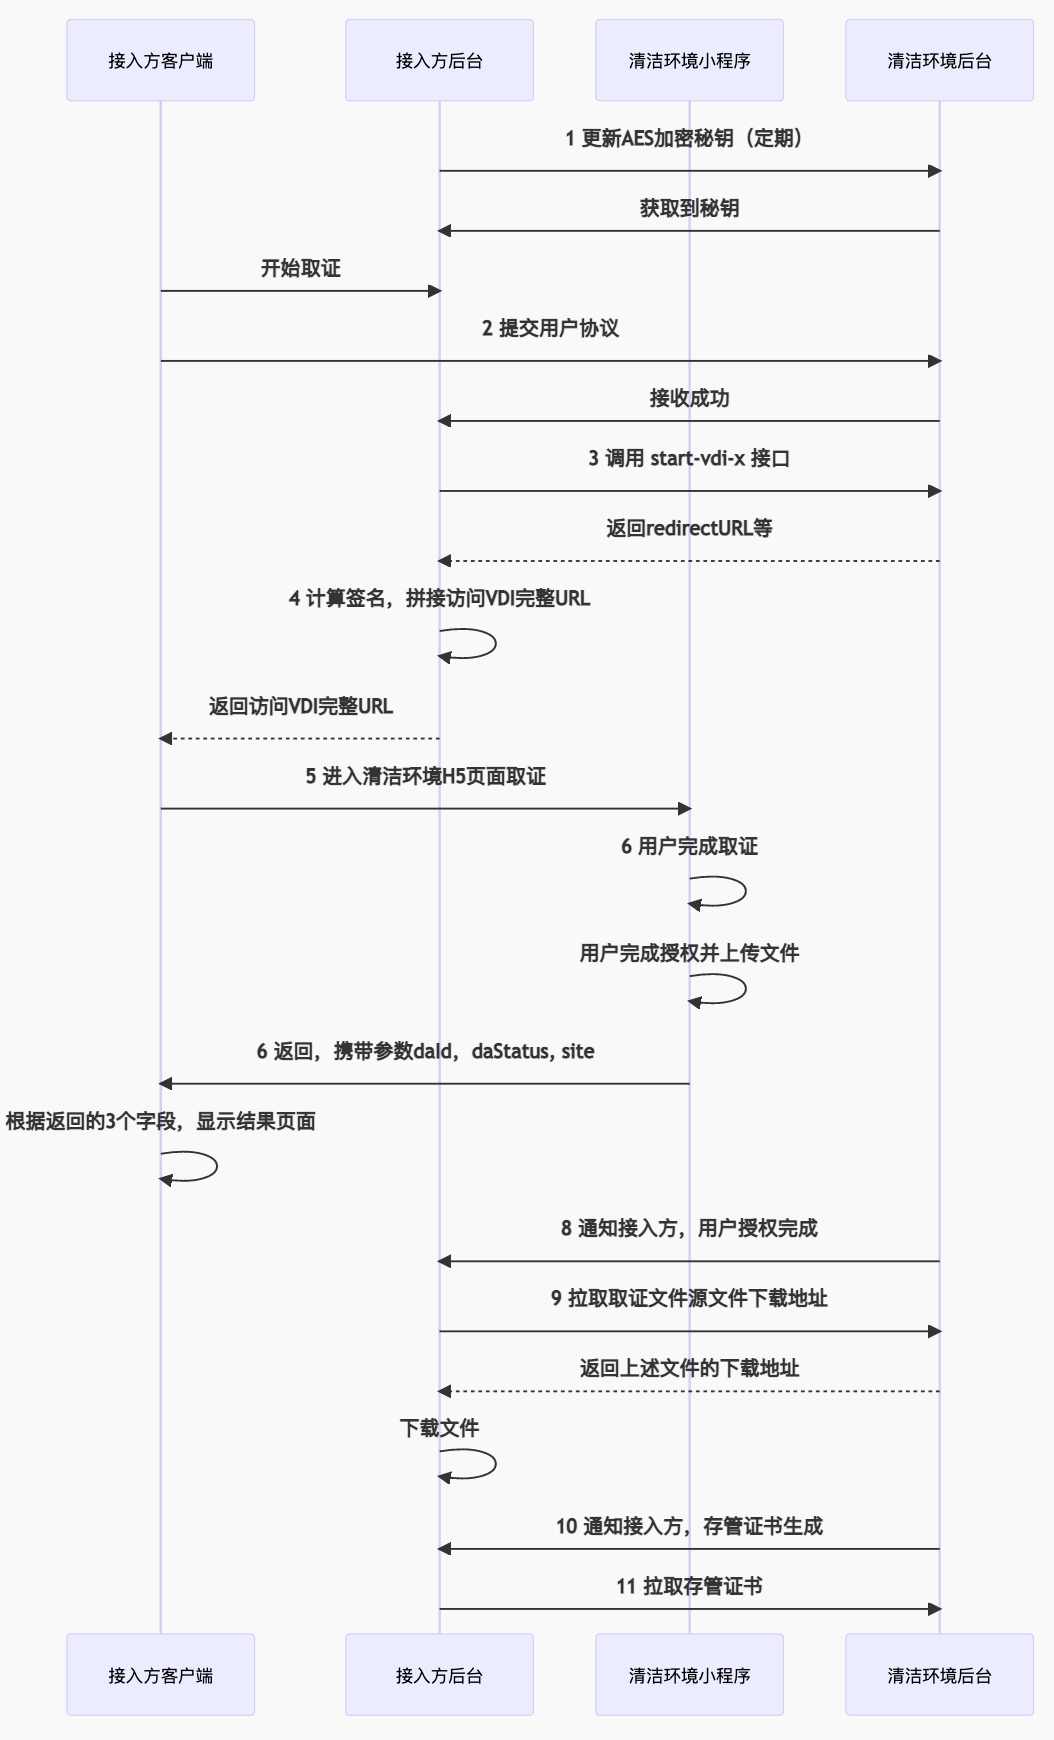 接入方客户端
接入方后台
清洁环境小程序
清洁环境后台
1 更新AES加密秘钥（定期）
获取到秘钥
开始取证
2 提交用户协议
接收成功
3 调用 start-vdi-x 接口
返回redirectURL等
4 计算签名，拼接访问VDI完整URL
返回访问VDI完整URL
5 进入清洁环境H5页面取证
6 用户完成取证
用户完成授权并上传文件
6 返回，携带参数daId，daStatus, site
根据返回的3个字段，显示结果页面
8 通知接入方，用户授权完成
9 拉取取证文件源文件下载地址
返回上述文件的下载地址
下载文件
10 通知接入方，存管证书生成
11 拉取存管证书
接入方客户端
接入方后台
清洁环境小程序
清洁环境后台